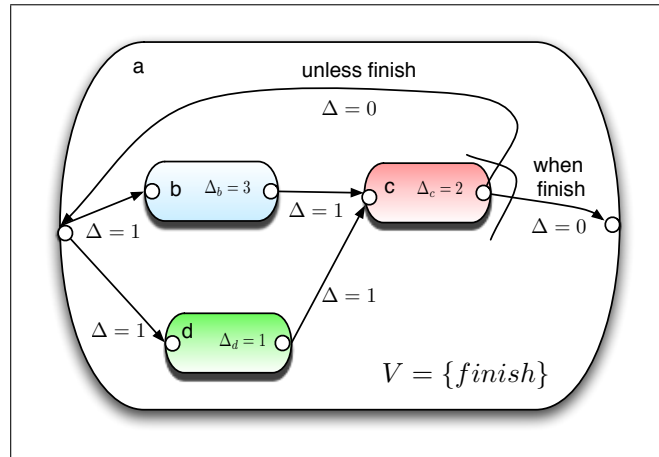 a
unless finish
Δ = 0
b
Δ_b = 3
c
Δ_c = 2
when
finish
Δ = 1
Δ = 1
Δ = 0
Δ = 1
Δ = 1
d
Δ_d = 1
V = {finish}